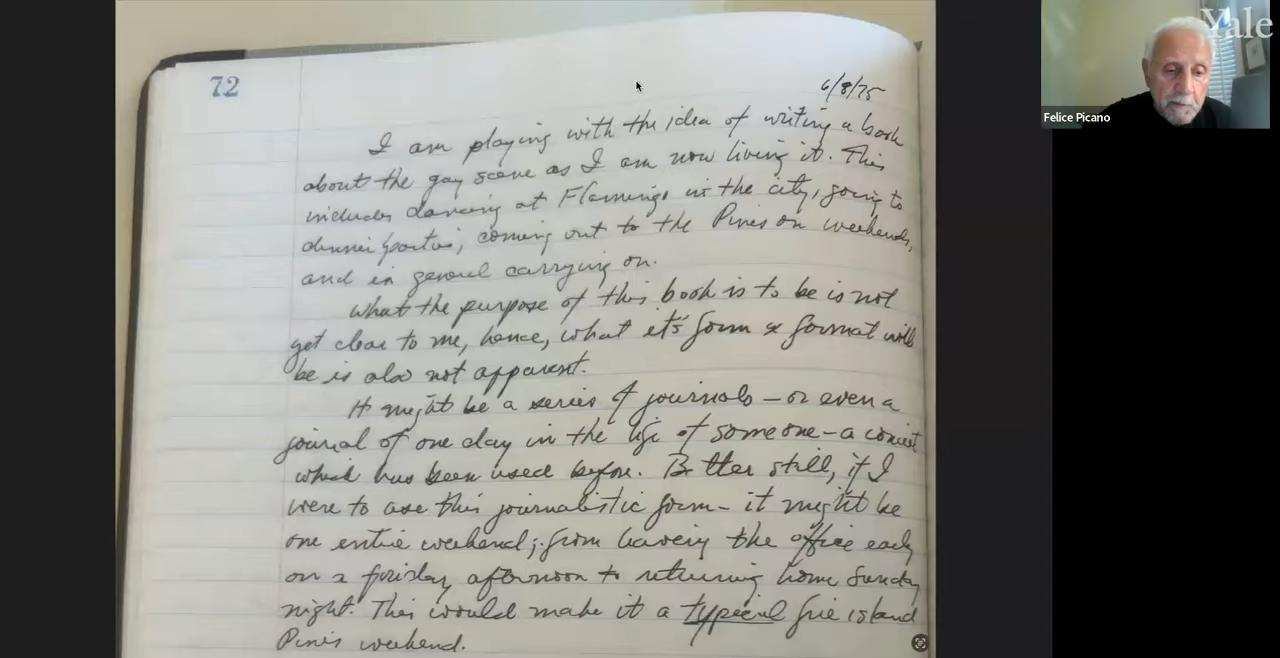 72
6/8/75
I am playing with the idea of writing a book
about the gay scene as I am now living it. This
includes dancing at Flamingo in the city, going to
dinner parties, coming out to the Pines on weekends,
and in general carrying on.
What the purpose of this book is to be is not
yet clear to me, hence, what it's form & format will
be is also not apparent.
It might be a series of journals – or even a
journal of one day in the life of someone – a conceit
which has been used before. Better still, if I
were to use this journalistic form – it might be
one entire weekend; from leaving the office early
on a friday afternoon to returning home Sunday
night. This would make it a typical fire island
Pines weekend.
Yale
Felice Picano